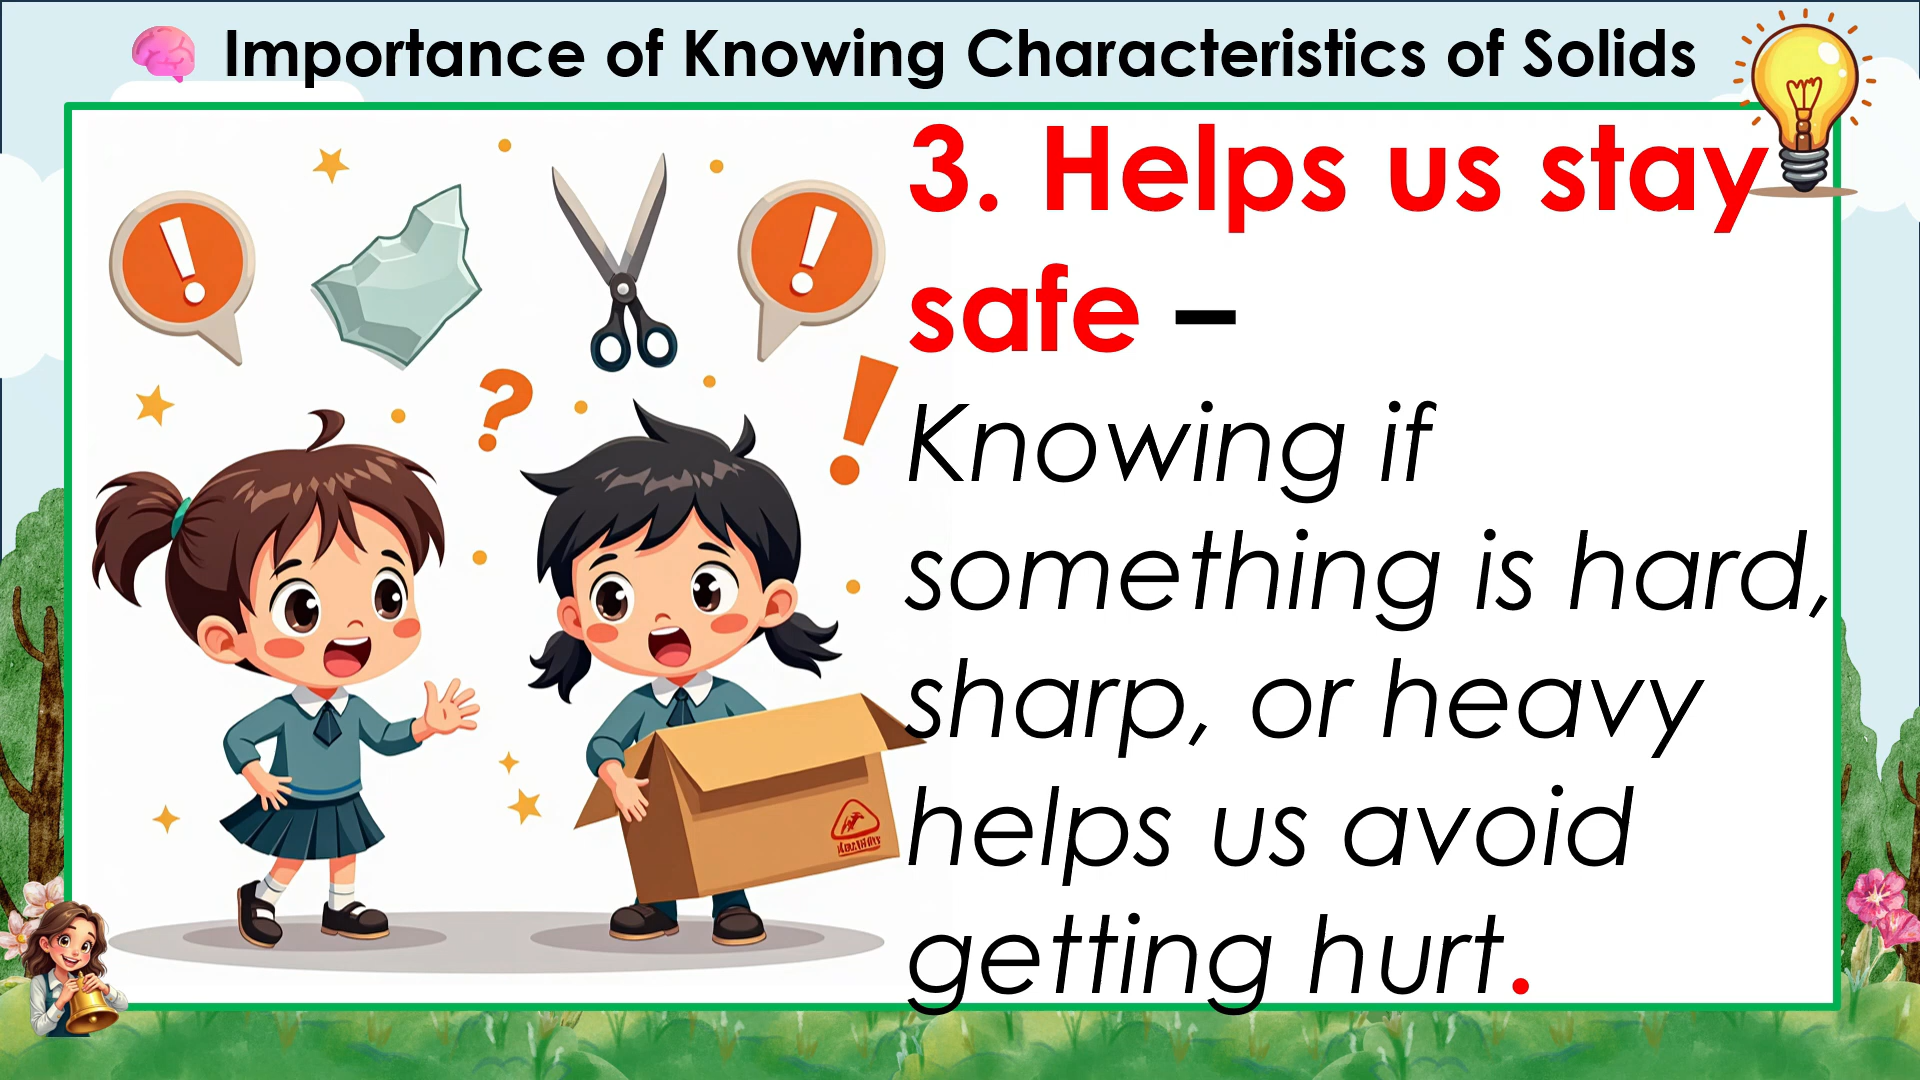 Importance of Knowing Characteristics of Solids
3. Helps us stay
safe –
Knowing if
something is hard,
sharp, or heavy
helps us avoid
getting hurt.